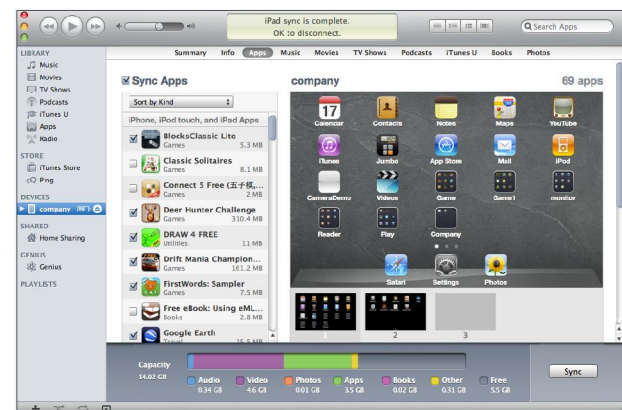 iPad sync is complete.
OK to disconnect.
Search Apps
LIBRARY
Music
Movies
TV Shows
Podcasts
iTunes U
Apps
Radio
STORE
iTunes Store
Ping
DEVICES
company
SHARED
Home Sharing
GENIUS
Genius
PLAYLISTS
Summary Info Apps Music Movies TV Shows Podcasts iTunes U Books Photos
Sync Apps
Sort by Kind
iPhone, iPod touch, and iPad Apps
BlocksClassic Lite
Games 5.3 MB
Classic Solitaires
Games 8.1 MB
Connect 5 Free (五子棋,...
Games 2 MB
Deer Hunter Challenge
Games 310.4 MB
DRAW 4 FREE
Utilities 11 MB
Drift Mania Champion...
Games 161.2 MB
FirstWords: Sampler
Games 7.5 MB
Free eBook: Using eML...
Books 2.8 MB
Google Earth
Travel 15.5 MB
company 69 apps
17
Calendar Contacts Notes Maps YouTube
iTunes Jumbo App Store Mail iPod
CameraDemo Videos Game Game1 monitor
Reader Play Company
Safari Settings Photos
1 2 3
Capacity
14.02 GB
Audio Video Photos Apps Books Other Free
0.34 GB 4.6 GB 0.01 GB 3.5 GB 0.02 GB 0.31 GB 5.5 GB
Sync